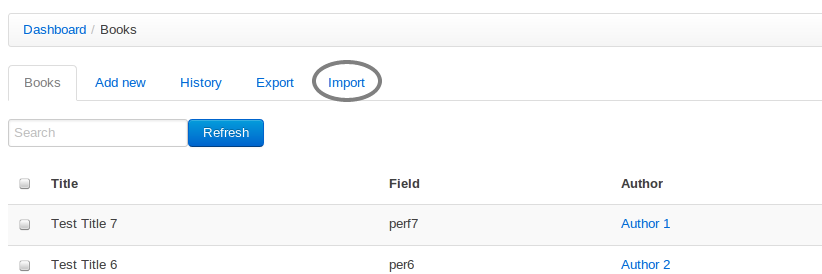 Dashboard / Books
Books Add new History Export Import
Search Refresh
Title Field Author
Test Title 7 perf7 Author 1
Test Title 6 per6 Author 2